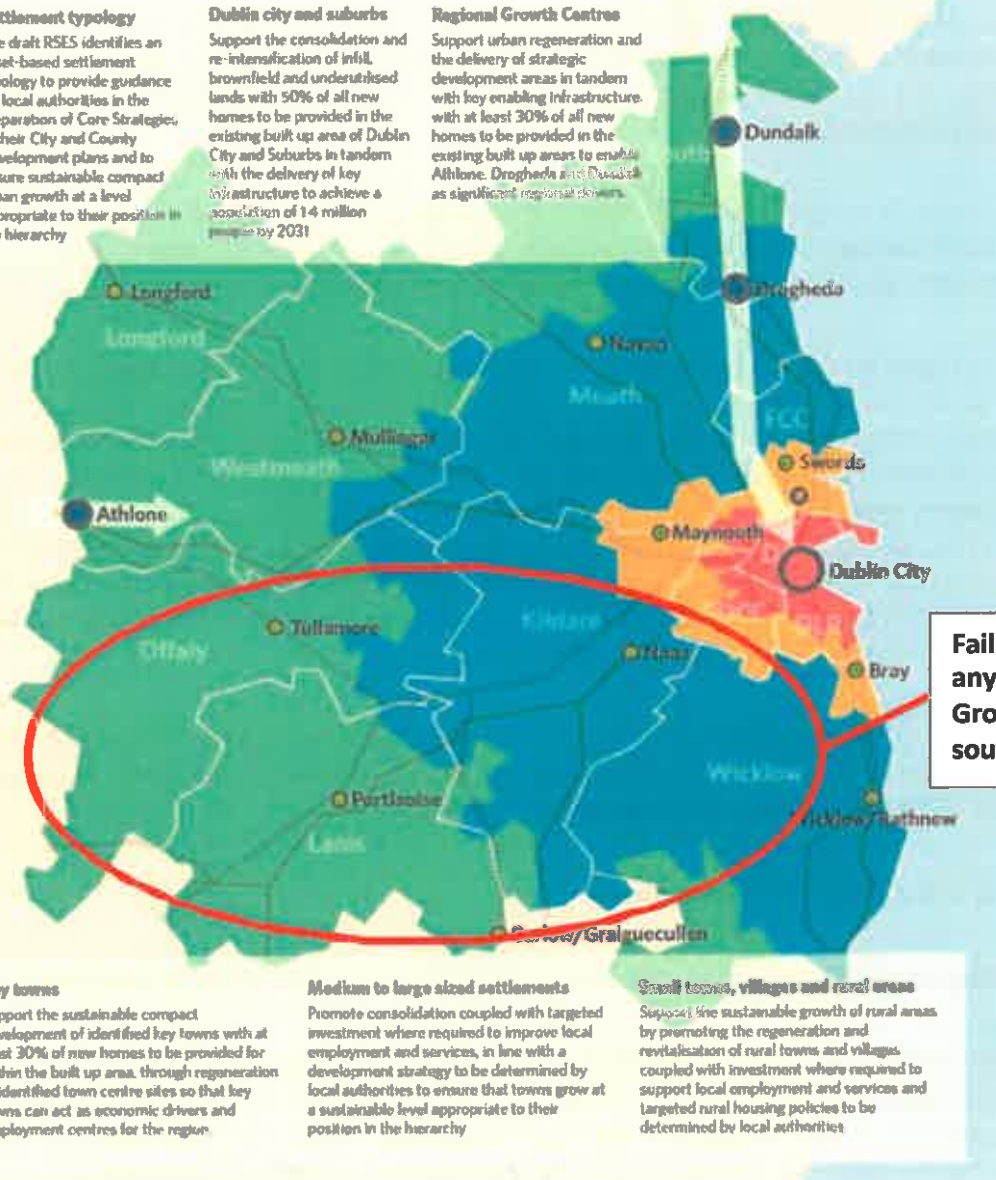 ttlement typology
e draft RSES identifies an
set-based settlement
ology to provide guidance
local authorities in the
eparation of Core Strategies,
their City and County
velopment plans and to
sure sustainable compact
an growth at a level
propriate to their position in
hierarchy
Dublin city and suburbs
Support the consolidation and
re-intensification of infill,
brownfield and underutilised
lands with 50% of all new
homes to be provided in the
existing built up area of Dublin
City and Suburbs in tandem
with the delivery of key
infrastructure to achieve a
population of 1.4 million
people by 2031
Regional Growth Centres
Support urban regeneration and
the delivery of strategic
development areas in tandem
with key enabling infrastructure,
with at least 30% of all new
homes to be provided in the
existing built up areas to enable
Athlone, Drogheda and Dundalk
as significant regional drivers.
Louth
Dundalk
Drogheda
Longford
Longford
Navan
Meath
FCC
Mullingar
Westmeath
Swords
Athlone
Maynooth
Dublin City
Tullamore
Offaly
Kildare
Naas
Bray
Fail
any
Gro
sou
Wicklow
Portlaoise
Laois
Wicklow/Rathnew
Carlow/Graiguecullen
y towns
pport the sustainable compact
velopment of identified key towns with at
st 30% of new homes to be provided for
thin the built up area, through regeneration
identified town centre sites so that key
wns can act as economic drivers and
ployment centres for the region
Medium to large sized settlements
Promote consolidation coupled with targeted
investment where required to improve local
employment and services, in line with a
development strategy to be determined by
local authorities to ensure that towns grow at
a sustainable level appropriate to their
position in the hierarchy
Small towns, villages and rural areas
Support the sustainable growth of rural areas
by promoting the regeneration and
revitalisation of rural towns and villages,
coupled with investment where required to
support local employment and services and
targeted rural housing policies to be
determined by local authorities